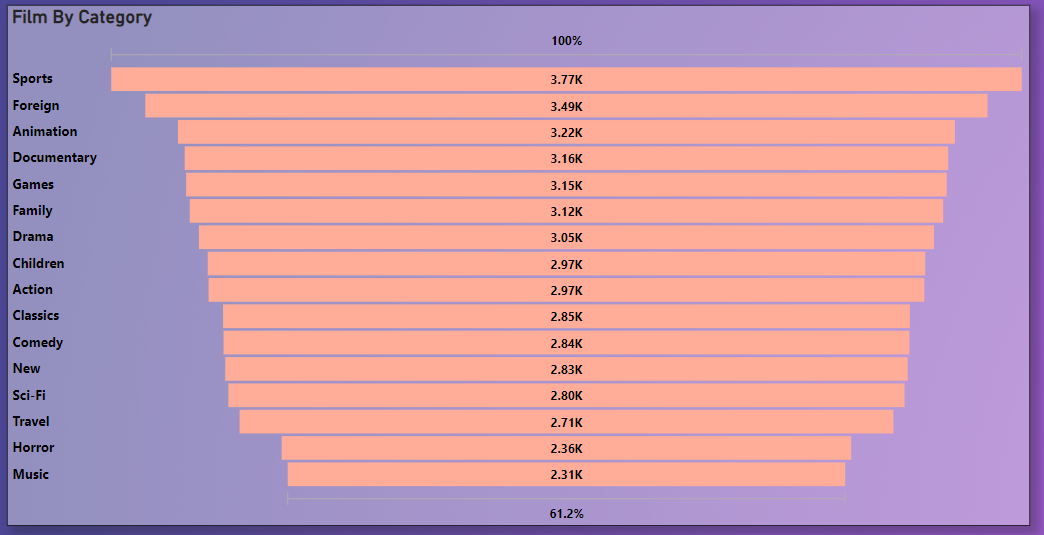 Film By Category
100%
Sports 3.77K
Foreign 3.49K
Animation 3.22K
Documentary 3.16K
Games 3.15K
Family 3.12K
Drama 3.05K
Children 2.97K
Action 2.97K
Classics 2.85K
Comedy 2.84K
New 2.83K
Sci-Fi 2.80K
Travel 2.71K
Horror 2.36K
Music 2.31K
61.2%